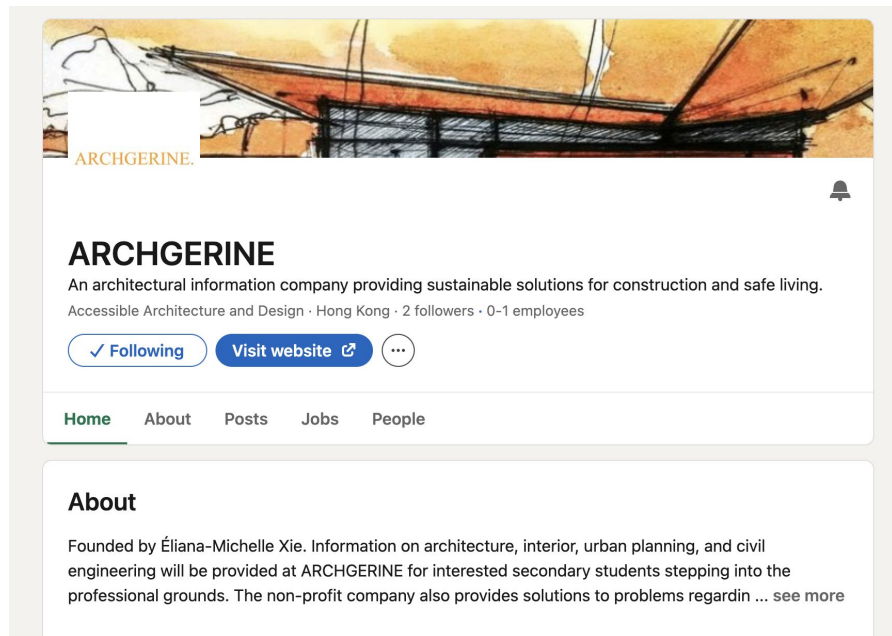 ARCHGERINE.
ARCHGERINE
An architectural information company providing sustainable solutions for construction and safe living.
Accessible Architecture and Design · Hong Kong · 2 followers • 0-1 employees
✓ Following
Visit website
Home About Posts Jobs People
About
Founded by Éliana-Michelle Xie. Information on architecture, interior, urban planning, and civil
engineering will be provided at ARCHGERINE for interested secondary students stepping into the
professional grounds. The non-profit company also provides solutions to problems regardin ... see more